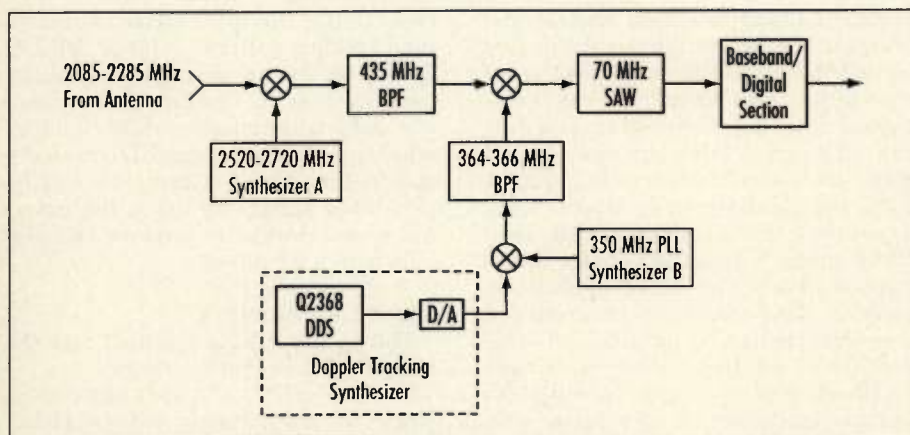 2085-2285 MHz
From Antenna
435 MHz
BPF
70 MHz
SAW
Baseband/
Digital
Section
2520-2720 MHz
Synthesizer A
364-366 MHz
BPF
350 MHz PLL
Synthesizer B
Q2368
DDS
D/A
Doppler Tracking
Synthesizer